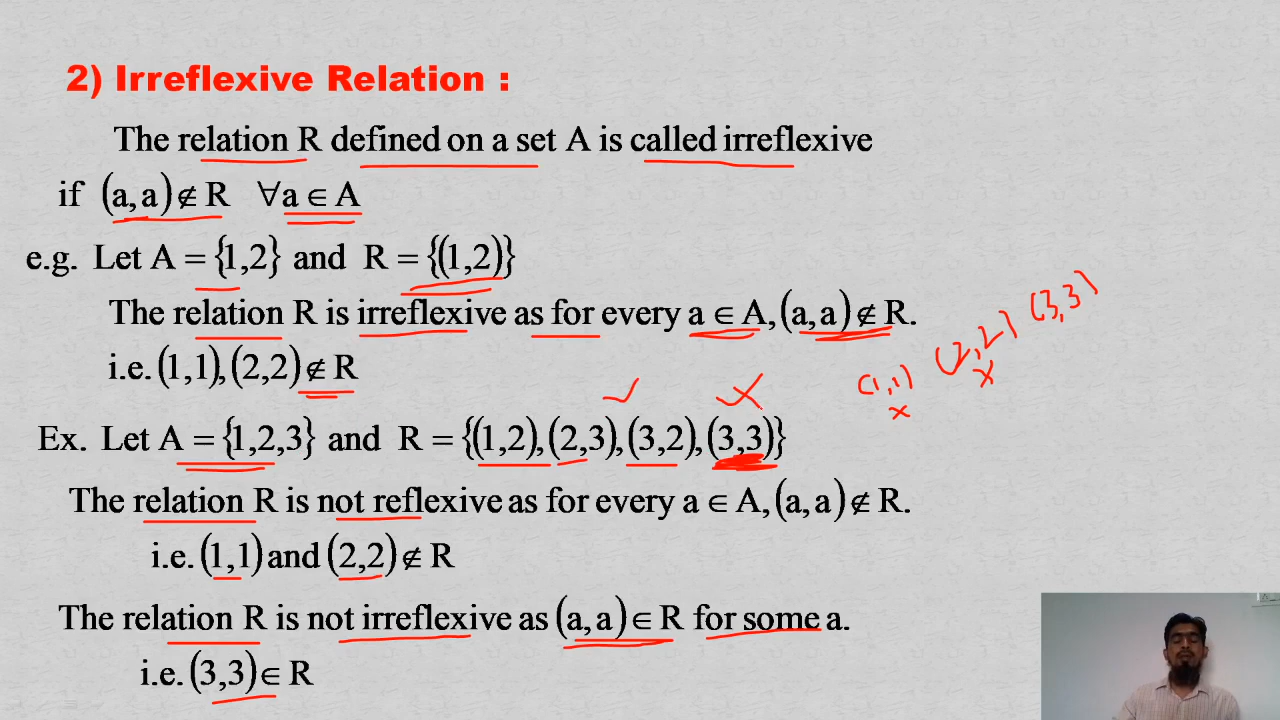 2) Irreflexive Relation :
The relation R defined on a set A is called irreflexive
if (a,a)∉R ∀a∈A
e.g. Let A = {1,2} and R = {(1,2)}
The relation R is irreflexive as for every a∈A,(a,a)∉R.
i.e.(1,1),(2,2)∉R
(1,1) (2,2) (3,3)
x x
Ex. Let A = {1,2,3} and R = {(1,2),(2,3),(3,2),(3,3)}
The relation R is not reflexive as for every a∈A,(a,a)∉R.
i.e.(1,1)and(2,2)∉R
The relation R is not irreflexive as (a,a)∈R for some a.
i.e.(3,3)∈R